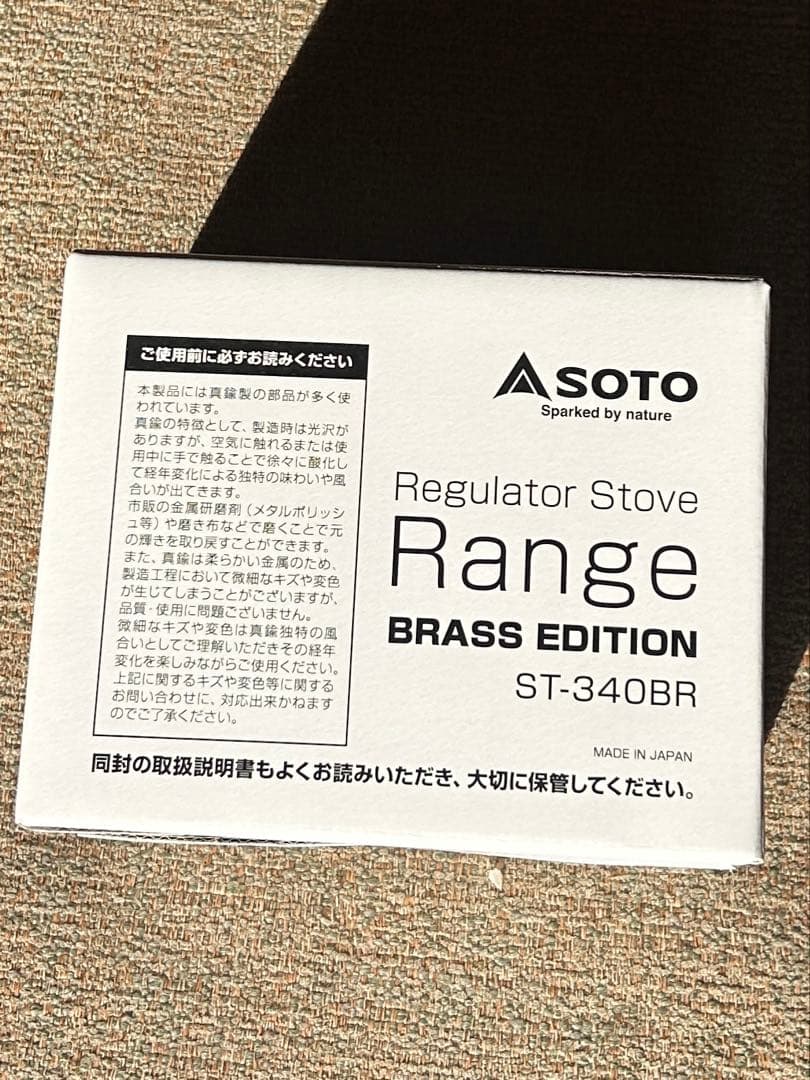 ご使用前に必ずお読みください
本製品には真鍮製の部品が多く使
われています。
真鍮の特徴として、製造時は光沢が
ありますが、空気に触れるまたは使
用中に手で触ることで徐々に酸化し
て経年変化による独特の味わいや風
合いが出てきます。
市販の金属研磨剤（メタルポリッシ
ュ等）や磨き布などで磨くことで元
の輝きを取り戻すことができます。
また、真鍮は柔らかい金属のため、
製造工程において微細なキズや変色
が生じてしまうことがございますが、
品質・使用に問題ございません。
微細なキズや変色は真鍮独特の風
合いとしてご理解いただきその経年
変化を楽しみながらご使用ください。
上記に関するキズや変色等に関する
お問い合わせに、対応出来かねます
のでご了承ください。
SOTO
Sparked by nature
Regulator Stove
Range
BRASS EDITION
ST-340BR
MADE IN JAPAN
同封の取扱説明書もよくお読みいただき、大切に保管してください。